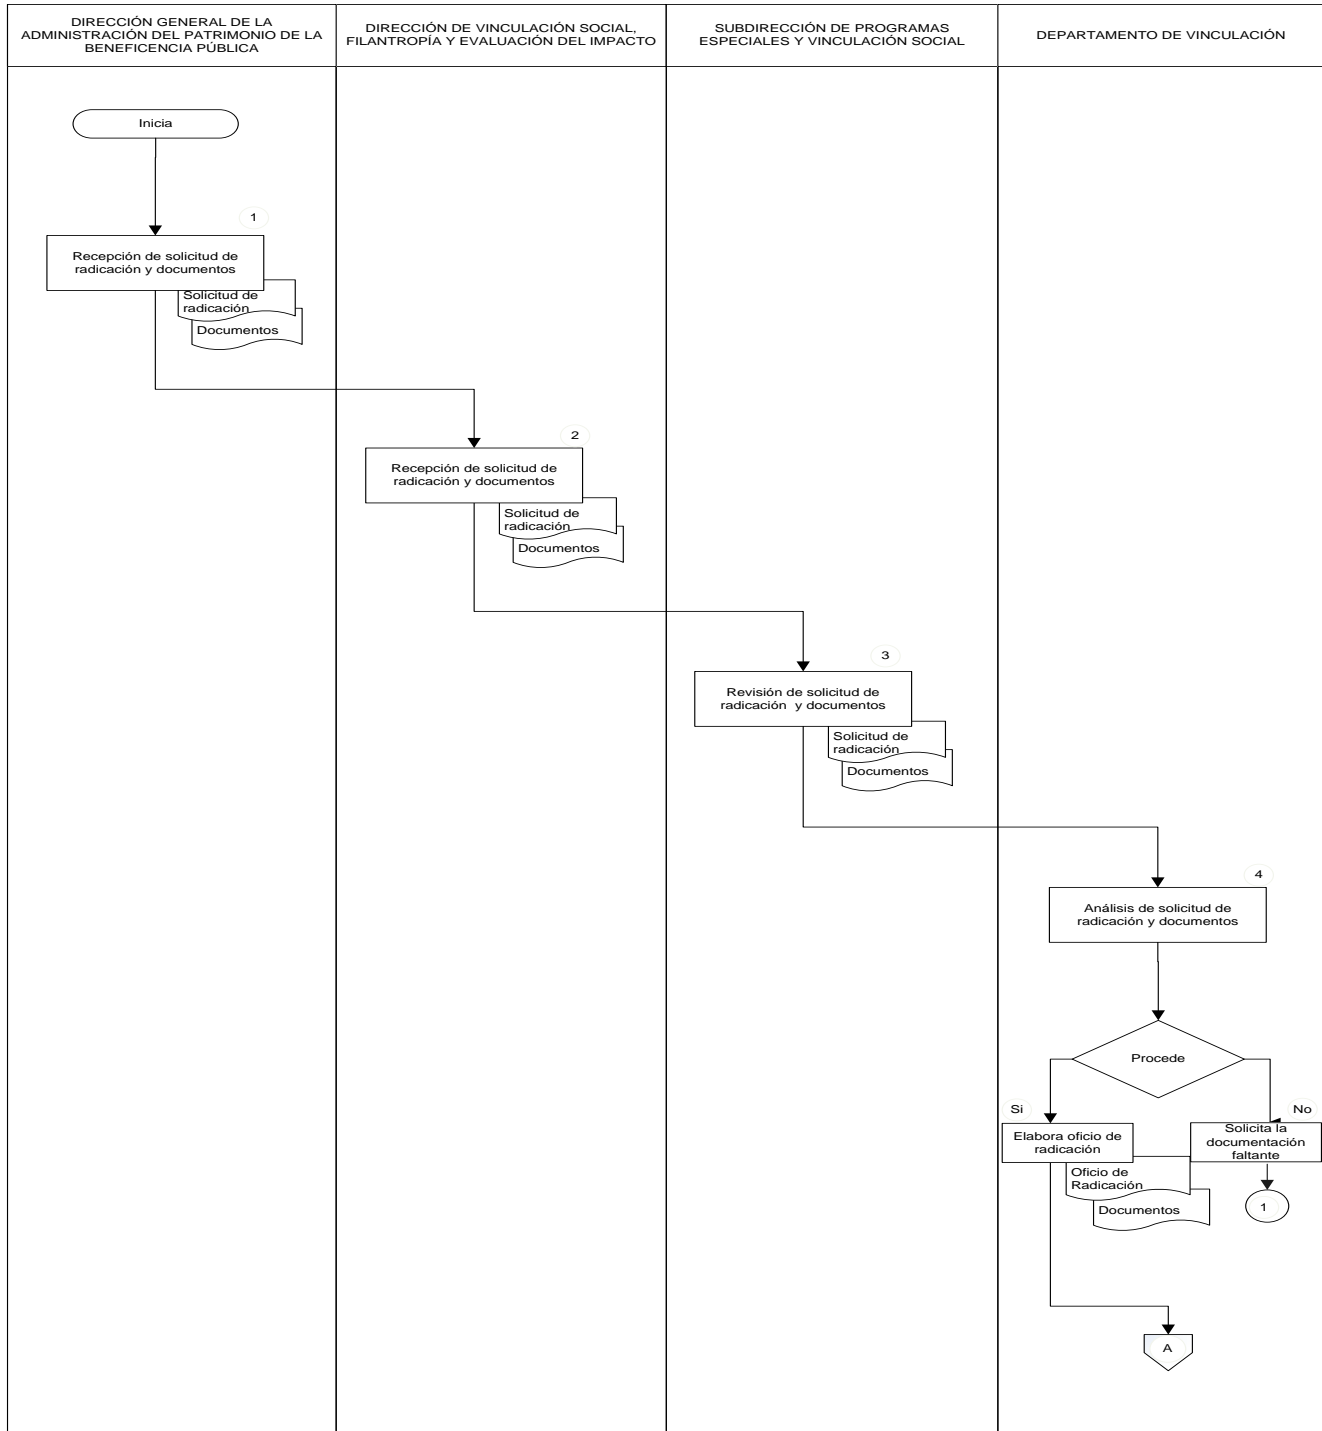 DIRECCIÓN GENERAL DE LA
ADMINISTRACIÓN DEL PATRIMONIO DE LA
BENEFICENCIA PÚBLICA
DIRECCIÓN DE VINCULACIÓN SOCIAL,
FILANTROPÍA Y EVALUACIÓN DEL IMPACTO
SUBDIRECCIÓN DE PROGRAMAS
ESPECIALES Y VINCULACIÓN SOCIAL
DEPARTAMENTO DE VINCULACIÓN
Inicia
1
Recepción de solicitud de
radicación y documentos
Solicitud de
radicación
Documentos
2
Recepción de solicitud de
radicación y documentos
Solicitud de
radicación
Documentos
3
Revisión de solicitud de
radicación y documentos
Solicitud de
radicación
Documentos
4
Análisis de solicitud de
radicación y documentos
Procede
Si
No
Elabora oficio de
radicación
Solicita la
documentación
faltante
Oficio de
Radicación
Documentos
1
A